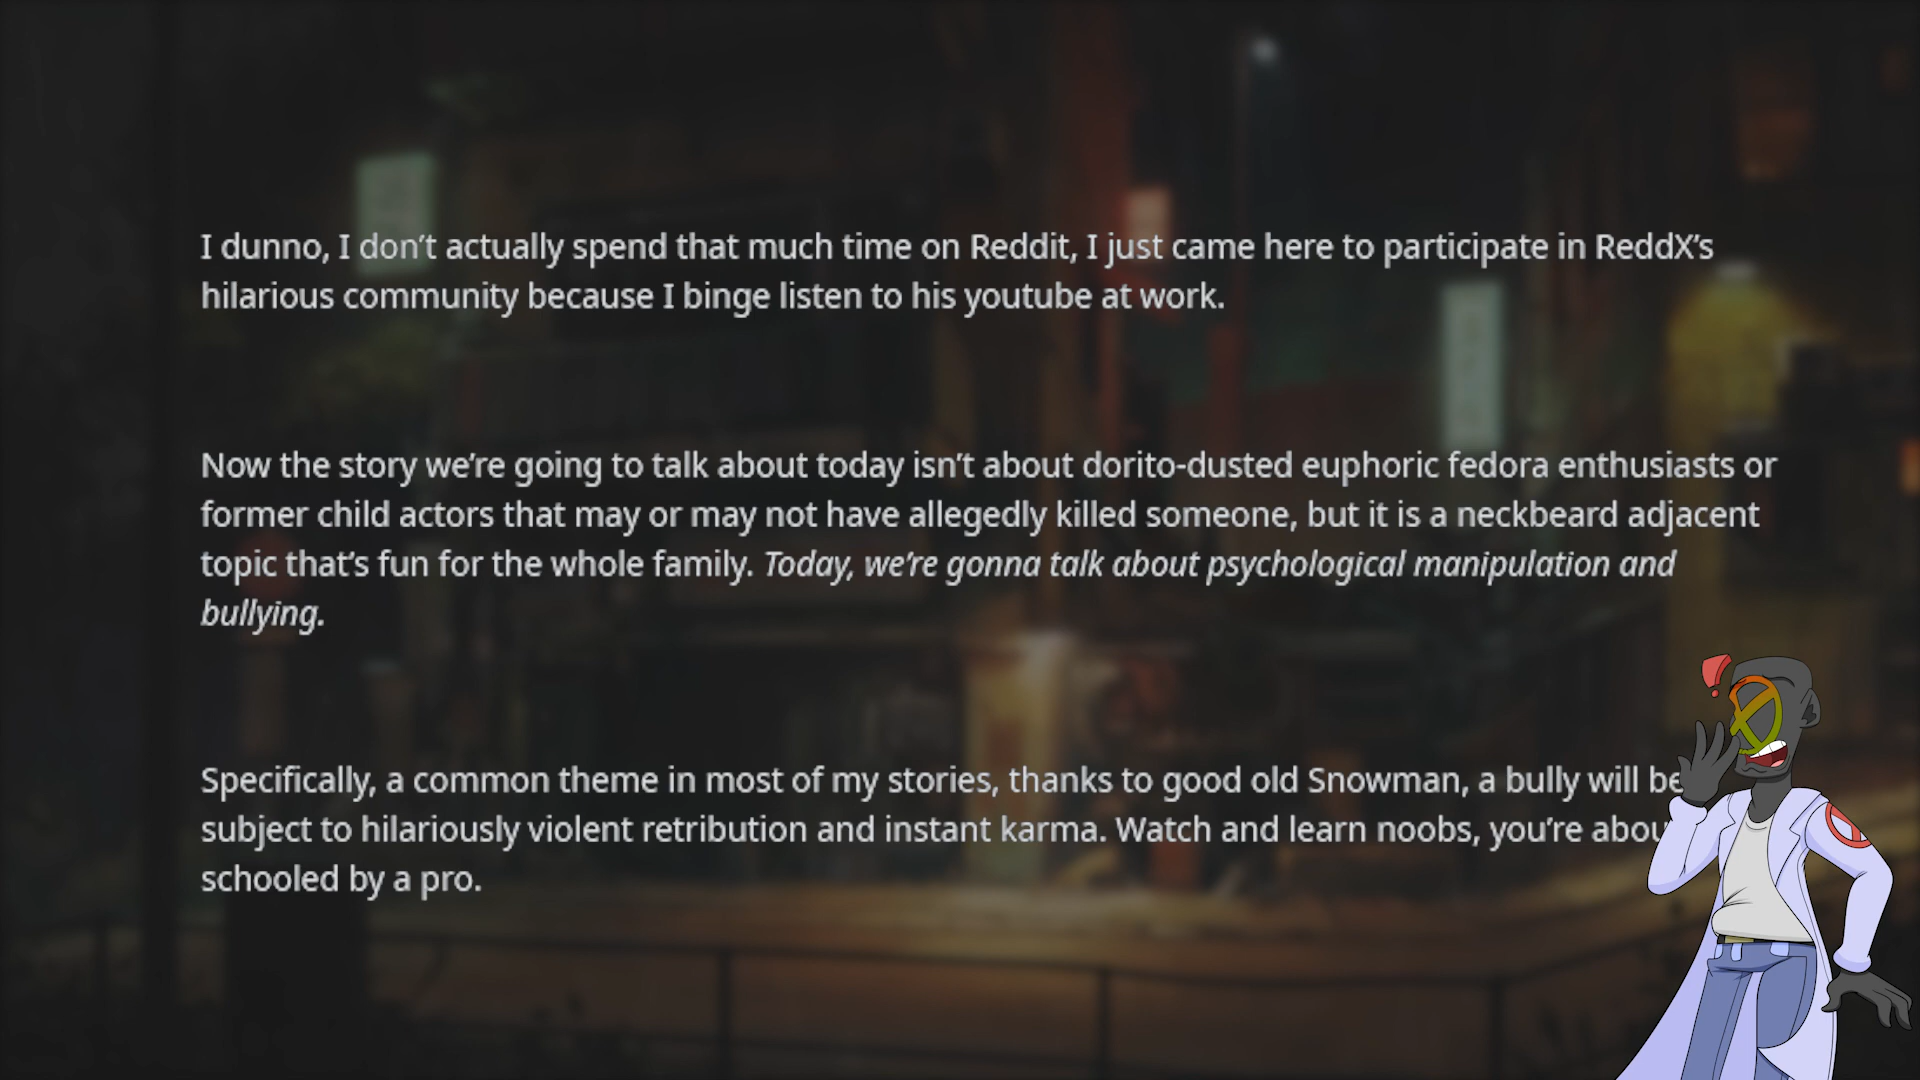 I dunno, I don't actually spend that much time on Reddit, I just came here to participate in ReddX's
hilarious community because I binge listen to his youtube at work.
Now the story we're going to talk about today isn't about dorito-dusted euphoric fedora enthusiasts or
former child actors that may or may not have allegedly killed someone, but it is a neckbeard adjacent
topic that's fun for the whole family. Today, we're gonna talk about psychological manipulation and
bullying.
Specifically, a common theme in most of my stories, thanks to good old Snowman, a bully will be
subject to hilariously violent retribution and instant karma. Watch and learn noobs, you're
schooled by a pro.